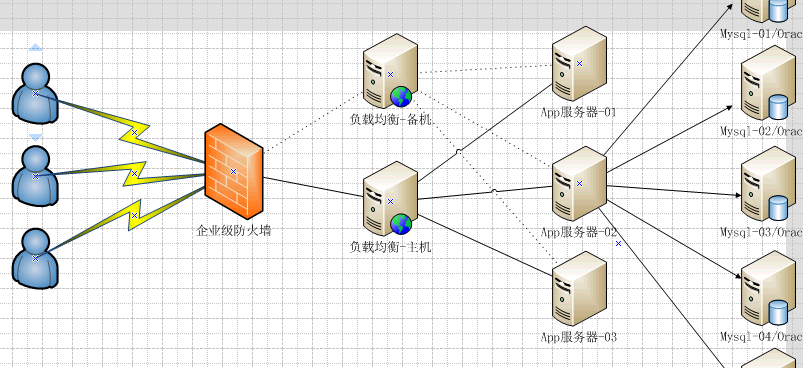 Mysql-01/Orac
负载均衡-备机
App服务器-01
Mysql-02/Orac
企业级防火墙
负载均衡-主机
App服务器-02
Mysql-03/Orac
App服务器-03
Mysql-04/Orac